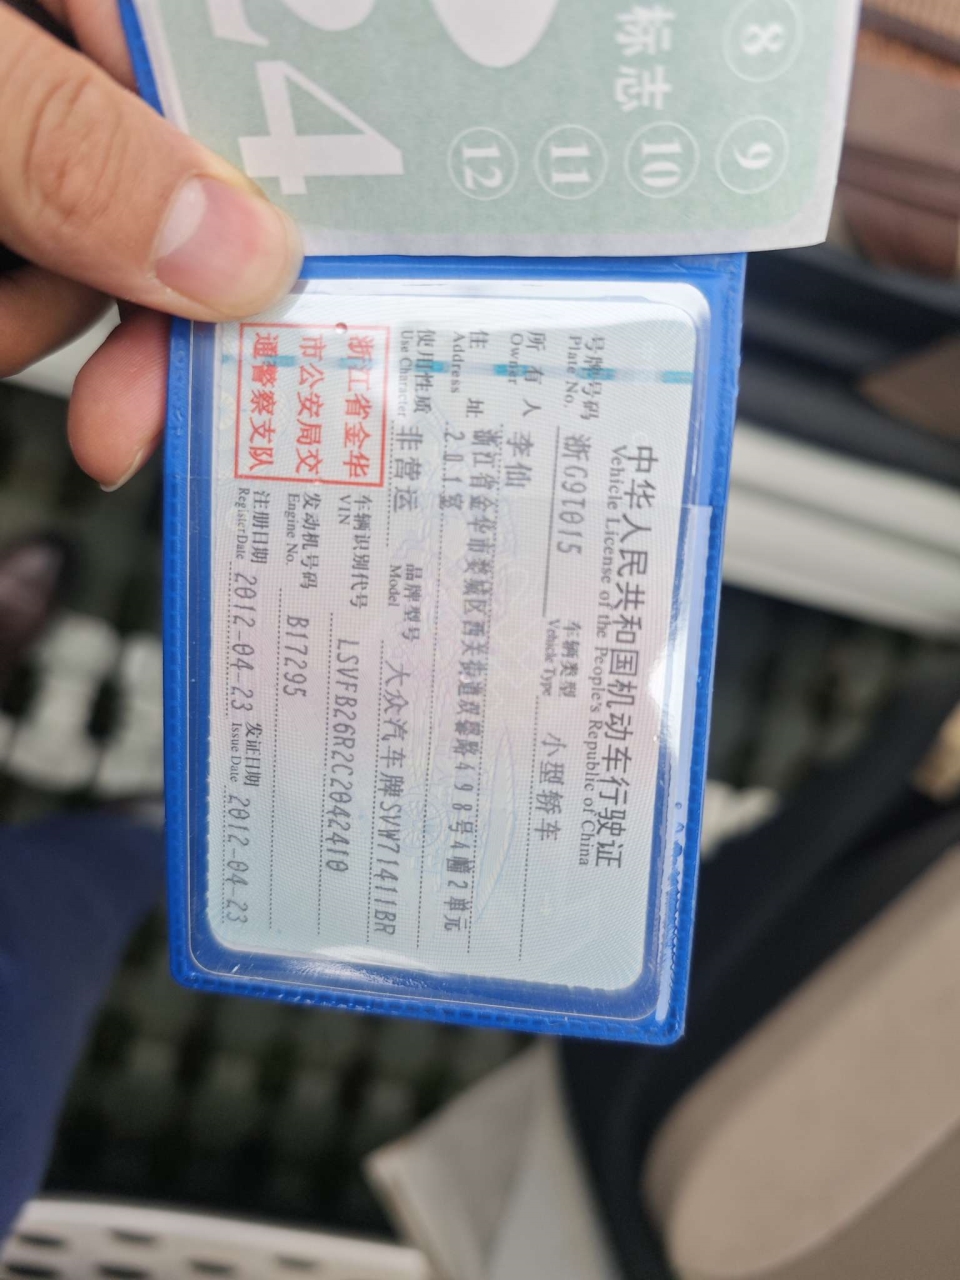 24
标志
8
9
10
11
12
中华人民共和国机动车行驶证
Vehicle License of the People's Republic of China
号牌号码 浙G9T015 车辆类型 小型轿车
Plate No. Vehicle Type
所有人 李仙
Owner
住址 浙江省金华市婺城区西关街道
Address
498号4幢2单元
201室
使用性质 非营运 品牌型号 大众汽车牌SVW71411BR
Use Character Model
浙江省金华
市公安局交
通警察支队
车辆识别代号 LSVFB26R2C2042410
VIN
发动机号码 B17295
Engine No.
注册日期 2012-04-23 发证日期 2012-04-23
Register Date Issue Date